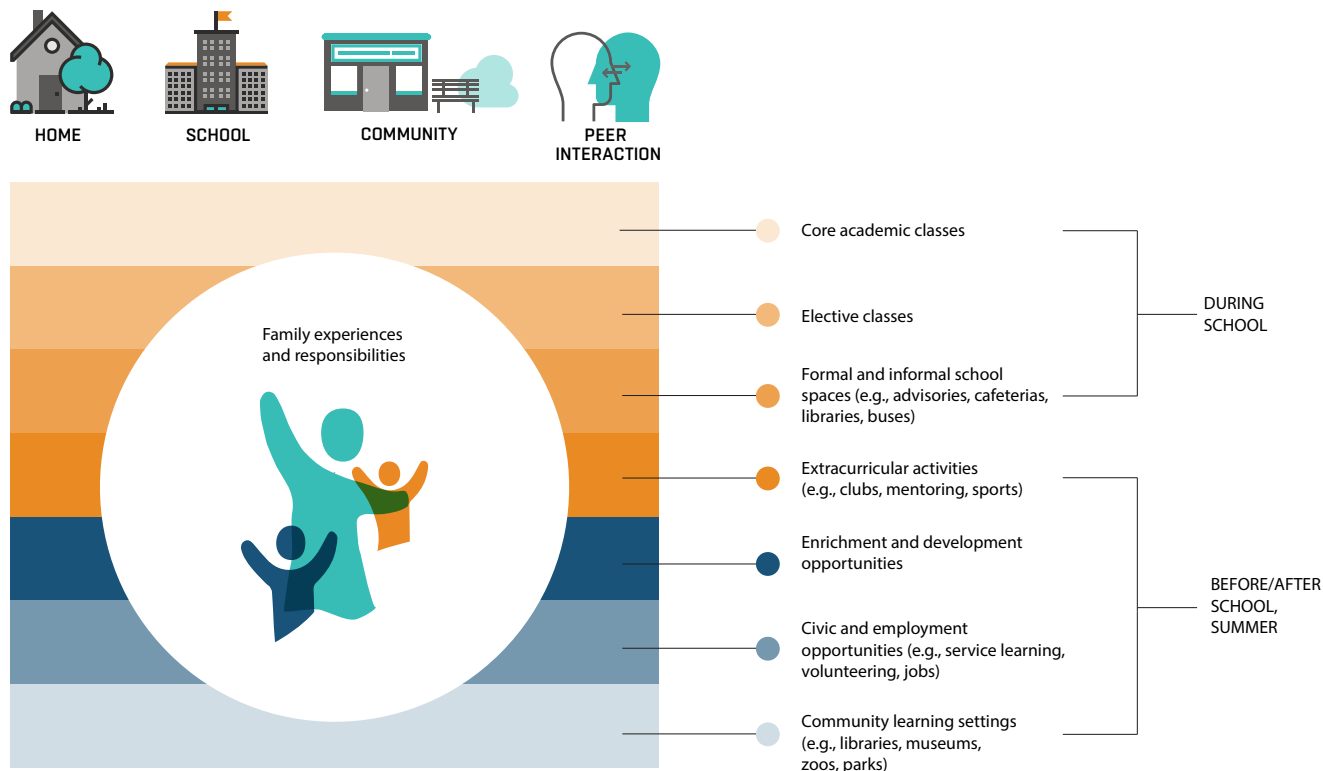 HOME
SCHOOL
COMMUNITY
PEER
INTERACTION
Family experiences
and responsibilities
Core academic classes
Elective classes
Formal and informal school
spaces (e.g., advisories, cafeterias,
libraries, buses)
DURING
SCHOOL
Extracurricular activities
(e.g., clubs, mentoring, sports)
Enrichment and development
opportunities
Civic and employment
opportunities (e.g., service learning,
volunteering, jobs)
Community learning settings
(e.g., libraries, museums,
zoos, parks)
BEFORE/AFTER
SCHOOL,
SUMMER